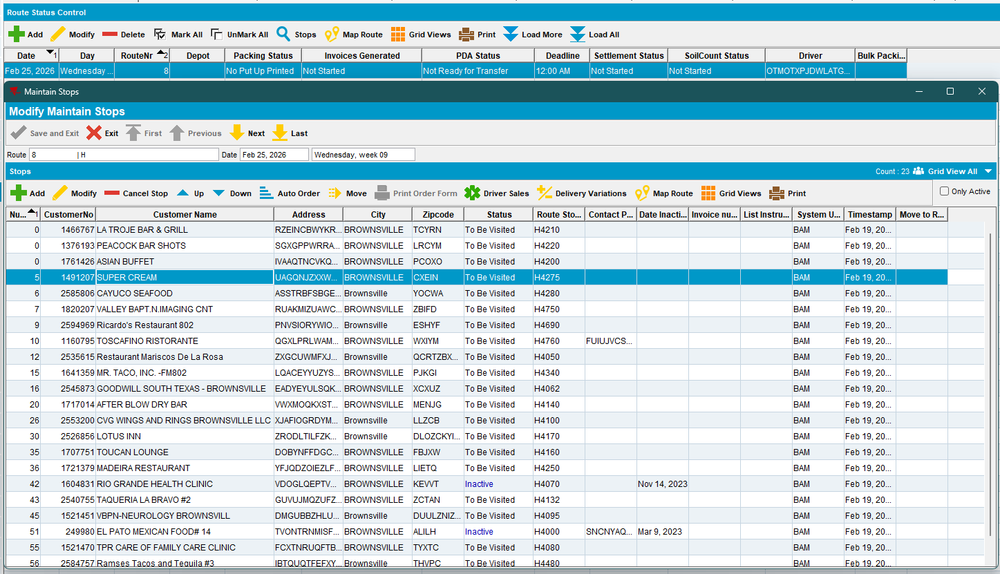 Route Status Control
Add Modify Delete Mark All UnMark All Stops Map Route Grid Views Print Load More Load All
Date 1 Day RouteNr 2 Depot Packing Status Invoices Generated PDA Status Deadline Settlement Status SoilCount Status Driver Bulk Packi...
Feb 25, 2026 Wednesday ... 8 No Put Up Printed Not Started Not Ready for Transfer 12:00 AM Not Started Not Started OTMOTXPJDWLATG...
Maintain Stops
Modify Maintain Stops
Save and Exit Exit First Previous Next Last
Route 8 | H Date Feb 25, 2026 Wednesday, week 09
Stops Count : 23 Grid View All
Add Modify Cancel Stop Up Down Auto Order Move Print Order Form Driver Sales Delivery Variations Map Route Grid Views Print Only Active
Nu... 1 CustomerNo Customer Name Address City Zipcode Status Route Sto... Contact P... Date Inacti... Invoice nu... List Instru... System U... Timestamp Move to R...
0 1466767 LA TROJE BAR & GRILL RZEINCBWYKR... BROWNSVILLE TCYRN To Be Visited H4210 BAM Feb 19, 20...
0 1376193 PEACOCK BAR SHOTS SGXGPPWRRA... BROWNSVILLE LRCYM To Be Visited H4220 BAM Feb 19, 20...
0 1761426 ASIAN BUFFET IVAAQTNCVKQ... BROWNSVILLE PCOXO To Be Visited H4200 BAM Feb 19, 20...
5 1491207 SUPER CREAM UAGQNJZXXW... BROWNSVILLE CXEIN To Be Visited H4275 BAM Feb 19, 20...
6 2585806 CAYUCO SEAFOOD ASSTRBFSBGE... Brownsville YOCWA To Be Visited H4280 BAM Feb 19, 20...
7 1820207 VALLEY BAPT.N.IMAGING CNT RUAKMIZUAWC... BROWNSVILLE ZBIFD To Be Visited H4750 BAM Feb 19, 20...
9 2594969 Ricardo's Restaurant 802 PNVSIORYWIO... Brownsville ESHYF To Be Visited H4690 BAM Feb 19, 20...
10 1160795 TOSCAFINO RISTORANTE QGXLPRLWAM... BROWNSVILLE WXIYM To Be Visited H4760 FUIUJVCS... BAM Feb 19, 20...
12 2535615 Restaurant Mariscos De La Rosa ZXGCUWMFXJ... Brownsville QCRTZBX... To Be Visited H4050 BAM Feb 19, 20...
15 1641359 MR. TACO, INC. -FM802 LQACEYYUZYS... BROWNSVILLE PJKGI To Be Visited H4340 BAM Feb 19, 20...
16 2545873 GOODWILL SOUTH TEXAS - BROWNSVILLE EADYEYULSQK... BROWNSVILLE XCXUZ To Be Visited H4062 BAM Feb 19, 20...
20 1717014 AFTER BLOW DRY BAR VWXMOQKXST... BROWNSVILLE MENJG To Be Visited H4140 BAM Feb 19, 20...
26 2553200 CVG WINGS AND RINGS BROWNSVILLE LLC XJAFIOGRDYM... Brownsville LLZCB To Be Visited H4100 BAM Feb 19, 20...
30 2526856 LOTUS INN ZRODLTILFZK... Brownsville DLOZCKYI... To Be Visited H4170 BAM Feb 19, 20...
35 1707751 TOUCAN LOUNGE DOBYNFFDGC... BROWNSVILLE FBJXW To Be Visited H4160 BAM Feb 19, 20...
36 1721379 MADEIRA RESTAURANT YFJQDZOIEZLF... BROWNSVILLE LIETQ To Be Visited H4250 BAM Feb 19, 20...
42 1604831 RIO GRANDE HEALTH CLINIC VDOGLQEPTV... BROWNSVILLE KEVVT Inactive H4070 Nov 14, 2023 BAM Feb 19, 20...
43 2540755 TAQUERIA LA BRAVO #2 GUVUJMQZUFZ... BROWNSVILLE ZCTAN To Be Visited H4132 BAM Feb 19, 20...
45 1521451 VBPN-NEUROLOGY BROWNSVILL DMGUBBZHLU... Brownsville DUULZNIZ... To Be Visited H4095 BAM Feb 19, 20...
51 249980 EL PATO MEXICAN FOOD# 14 TVONTRNMISF... BROWNSVILLE ALILH Inactive H4000 SNCNYAQ... Mar 9, 2023 BAM Feb 19, 20...
55 1521470 TPR CARE OF FAMILY CARE CLINIC FCXTNRUQFTB... BROWNSVILLE TYXTC To Be Visited H4080 BAM Feb 19, 20...
56 2584757 Ramses Tacos and Tequila #3 IBTQUQTFEFXY... BROWNSVILLE THVPC To Be Visited H4480 BAM Feb 19, 20...